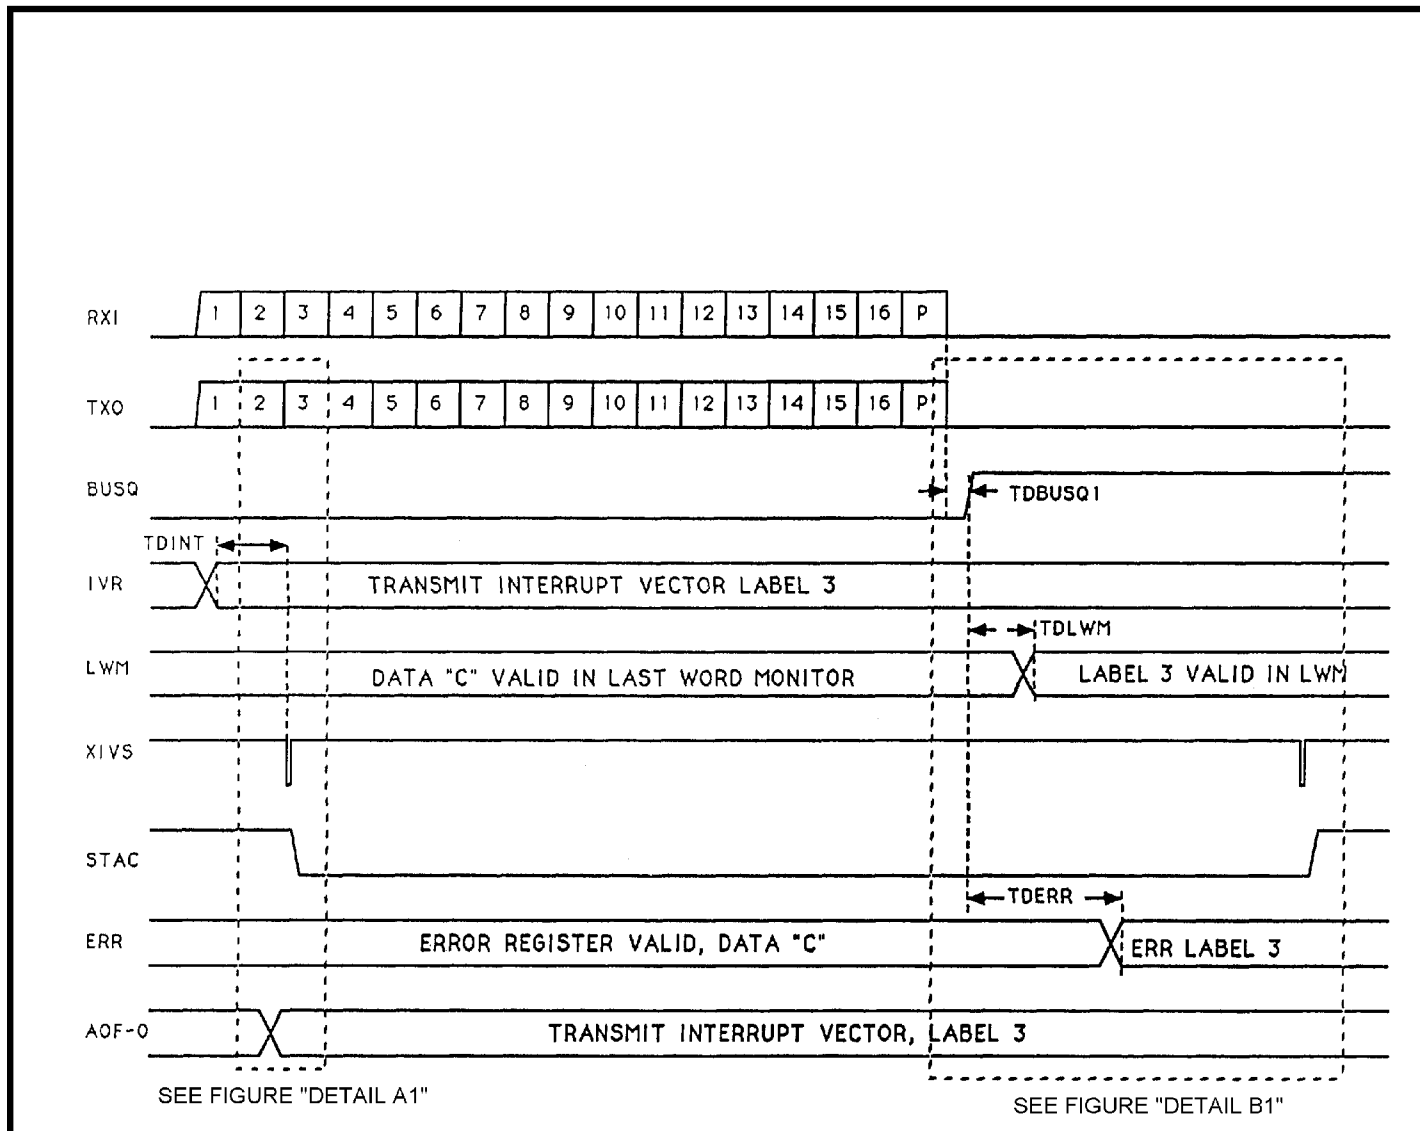 RXI 1 2 3 4 5 6 7 8 9 10 11 12 13 14 15 16 P
TXO 1 2 3 4 5 6 7 8 9 10 11 12 13 14 15 16 P
BUSQ TDBUSQ1
TDINT
IVR TRANSMIT INTERRUPT VECTOR LABEL 3
TDLWM
LWM DATA "C" VALID IN LAST WORD MONITOR LABEL 3 VALID IN LWM
XIVS
STAC
TDERR
ERR ERROR REGISTER VALID, DATA "C" ERR LABEL 3
AOF-0 TRANSMIT INTERRUPT VECTOR, LABEL 3
SEE FIGURE "DETAIL A1"
SEE FIGURE "DETAIL B1"